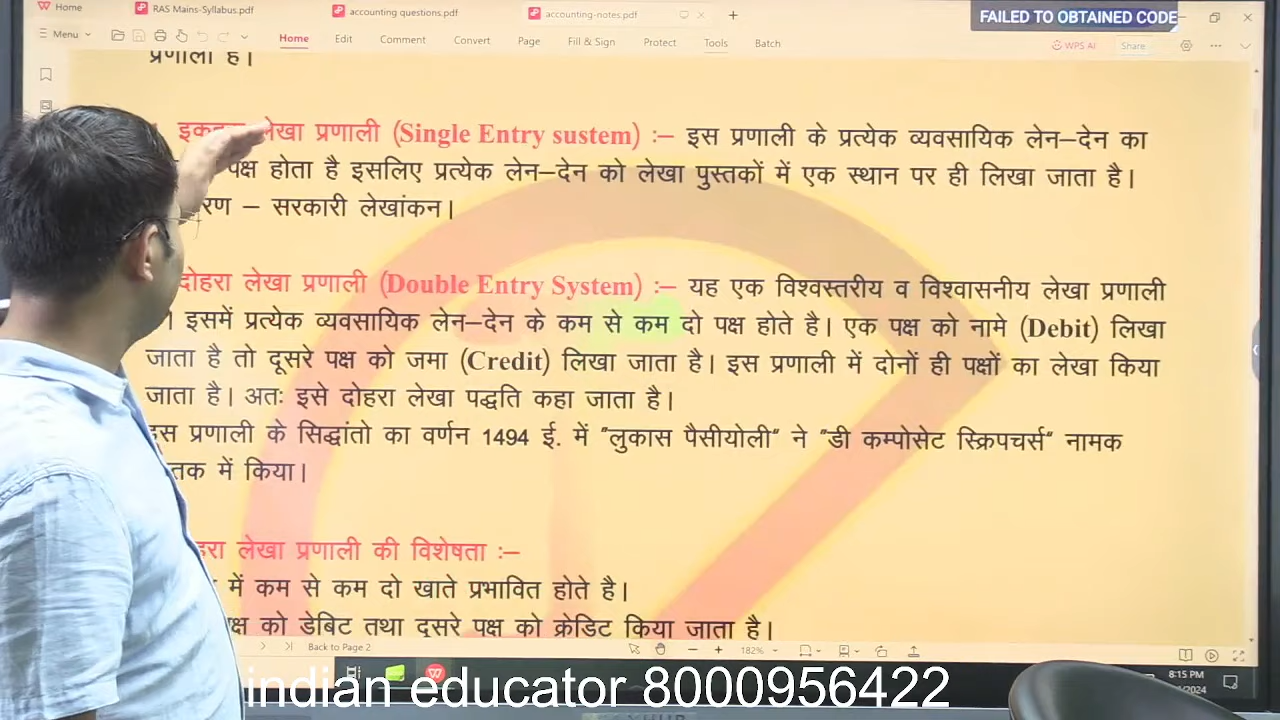 Home
RAS Mains-Syllabus.pdf
accounting questions.pdf
accounting-notes.pdf
FAILED TO OBTAINED CODE
Menu
Home Edit Comment Convert Page Fill & Sign Protect Tools Batch
WPS AI Share
प्रणाली है।
लेखा प्रणाली (Single Entry sustem) :– इस प्रणाली के प्रत्येक व्यवसायिक लेन–देन का
पक्ष होता है इसलिए प्रत्येक लेन–देन को लेखा पुस्तकों में एक स्थान पर ही लिखा जाता है।
– सरकारी लेखांकन।
दोहरा लेखा प्रणाली (Double Entry System) :– यह एक विश्वस्तरीय व विश्वासनीय लेखा प्रणाली
। इसमें प्रत्येक व्यवसायिक लेन–देन के कम से कम दो पक्ष होते है। एक पक्ष को नामे (Debit) लिखा
जाता है तो दूसरे पक्ष को जमा (Credit) लिखा जाता है। इस प्रणाली में दोनों ही पक्षों का लेखा किया
जाता है। अतः इसे दोहरा लेखा पद्धति कहा जाता है।
इस प्रणाली के सिद्धांतो का वर्णन 1494 ई. में "लुकास पैसीयोली" ने "डी कम्पोसेट स्क्रिपचर्स" नामक
में किया।
लेखा प्रणाली की विशेषता :–
में कम से कम दो खाते प्रभावित होते है।
को डेबिट तथा दूसरे पक्ष को क्रेडिट किया जाता है।
Back to Page 2
182%
8:15 PM
indian educator 8000956422